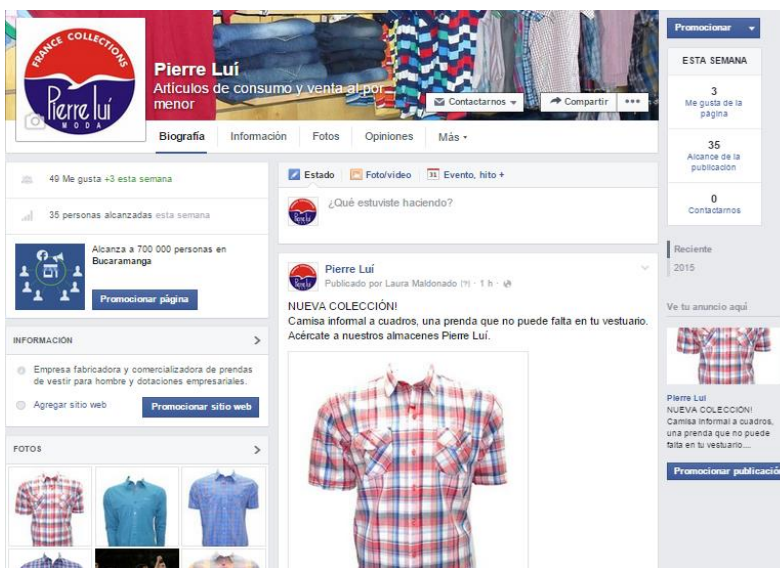 FRANCE COLLECTIONS
Pierre luí
MODA
Pierre Luí
Artículos de consumo y venta al por
menor
Contactarnos
Compartir
Biografía Información Fotos Opiniones Más
49 Me gusta +3 esta semana
35 personas alcanzadas esta semana
Alcanza a 700 000 personas en
Bucaramanga
Promocionar página
INFORMACIÓN
Empresa fabricadora y comercializadora de prendas
de vestir para hombre y dotaciones empresariales.
Agregar sitio web
Promocionar sitio web
FOTOS
Estado Foto/video 31 Evento, hito +
¿Qué estuviste haciendo?
Pierre Luí
Publicado por Laura Maldonado [?] · 1 h ·
NUEVA COLECCIÓN!
Camisa informal a cuadros, una prenda que no puede falta en tu vestuario.
Acércate a nuestros almacenes Pierre Luí.
Promocionar
ESTA SEMANA
3
Me gusta de la
página
35
Alcance de la
publicación
0
Contactarnos
Reciente
2015
Ve tu anuncio aquí
Pierre Luí
NUEVA COLECCIÓN!
Camisa informal a cuadros,
una prenda que no puede
falta en tu vestuario....
Promocionar publicació